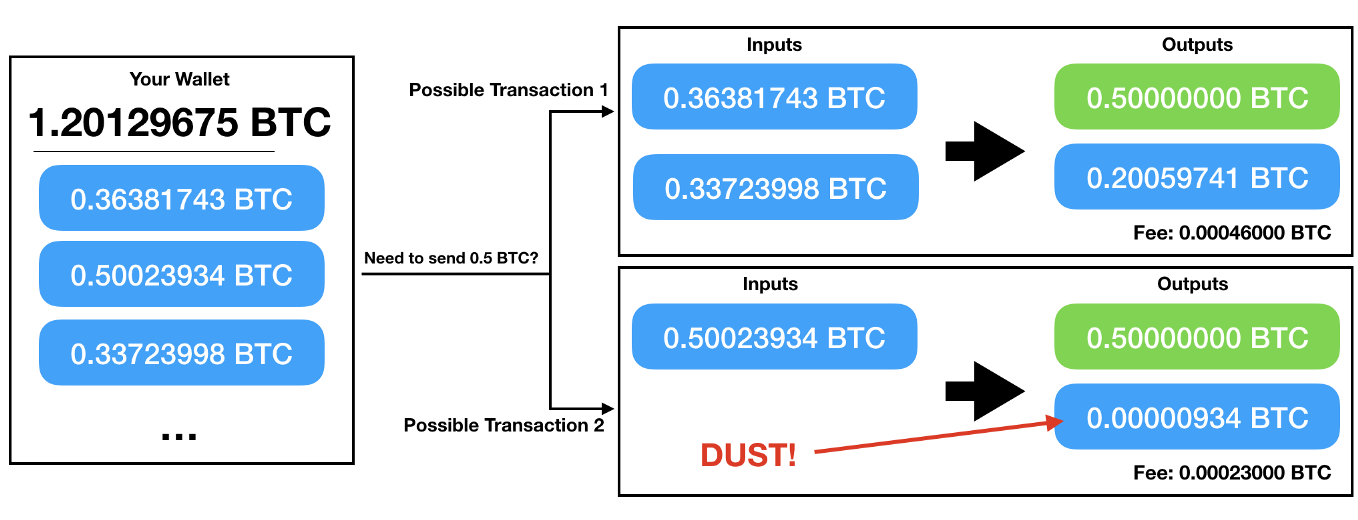 Your Wallet
1.20129675 BTC
0.36381743 BTC
0.50023934 BTC
0.33723998 BTC
...
Need to send 0.5 BTC?
Possible Transaction 1
Inputs
Outputs
0.36381743 BTC
0.50000000 BTC
0.33723998 BTC
0.20059741 BTC
Fee: 0.00046000 BTC
Possible Transaction 2
Inputs
Outputs
0.50023934 BTC
0.50000000 BTC
0.00000934 BTC
DUST!
Fee: 0.00023000 BTC